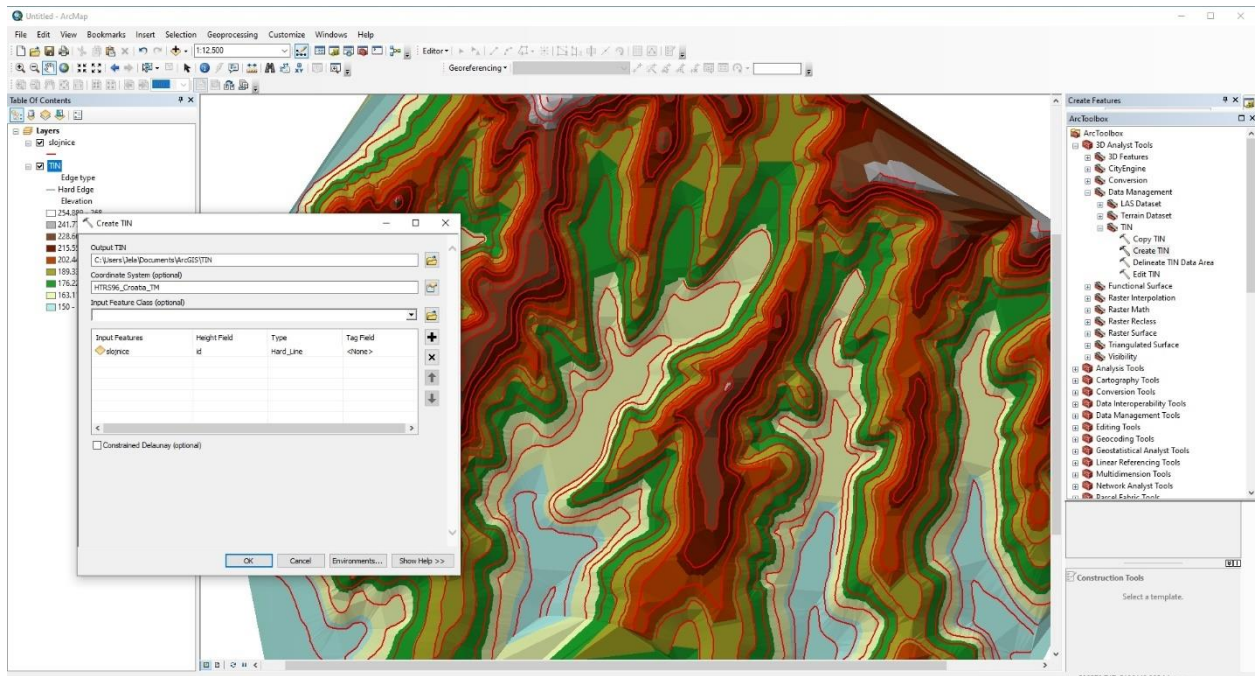 Untitled - ArcMap
File Edit View Bookmarks Insert Selection Geoprocessing Customize Windows Help
1:12.500
Editor
Georeferencing
Table Of Contents
Layers
slojnice
TIN
Edge type
Hard Edge
Elevation
150 -
Create TIN
Output TIN
C:\Users\Jela\Documents\ArcGIS\TIN
Coordinate System (optional)
HTRS96_Croatia_TM
Input Feature Class (optional)
Input Features Height Field Type Tag Field
slojnice id Hard_Line <None>
Constrained Delaunay (optional)
OK Cancel Environments... Show Help >>
Create Features
ArcToolbox
ArcToolbox
3D Analyst Tools
3D Features
CityEngine
Conversion
Data Management
LAS Dataset
Terrain Dataset
TIN
Copy TIN
Create TIN
Delineate TIN Data Area
Edit TIN
Functional Surface
Raster Interpolation
Raster Math
Raster Reclass
Raster Surface
Triangulated Surface
Visibility
Analysis Tools
Cartography Tools
Conversion Tools
Data Interoperability Tools
Data Management Tools
Editing Tools
Geocoding Tools
Geostatistical Analyst Tools
Linear Referencing Tools
Multidimension Tools
Network Analyst Tools
Parcel Fabric Tools
Construction Tools
Select a template.